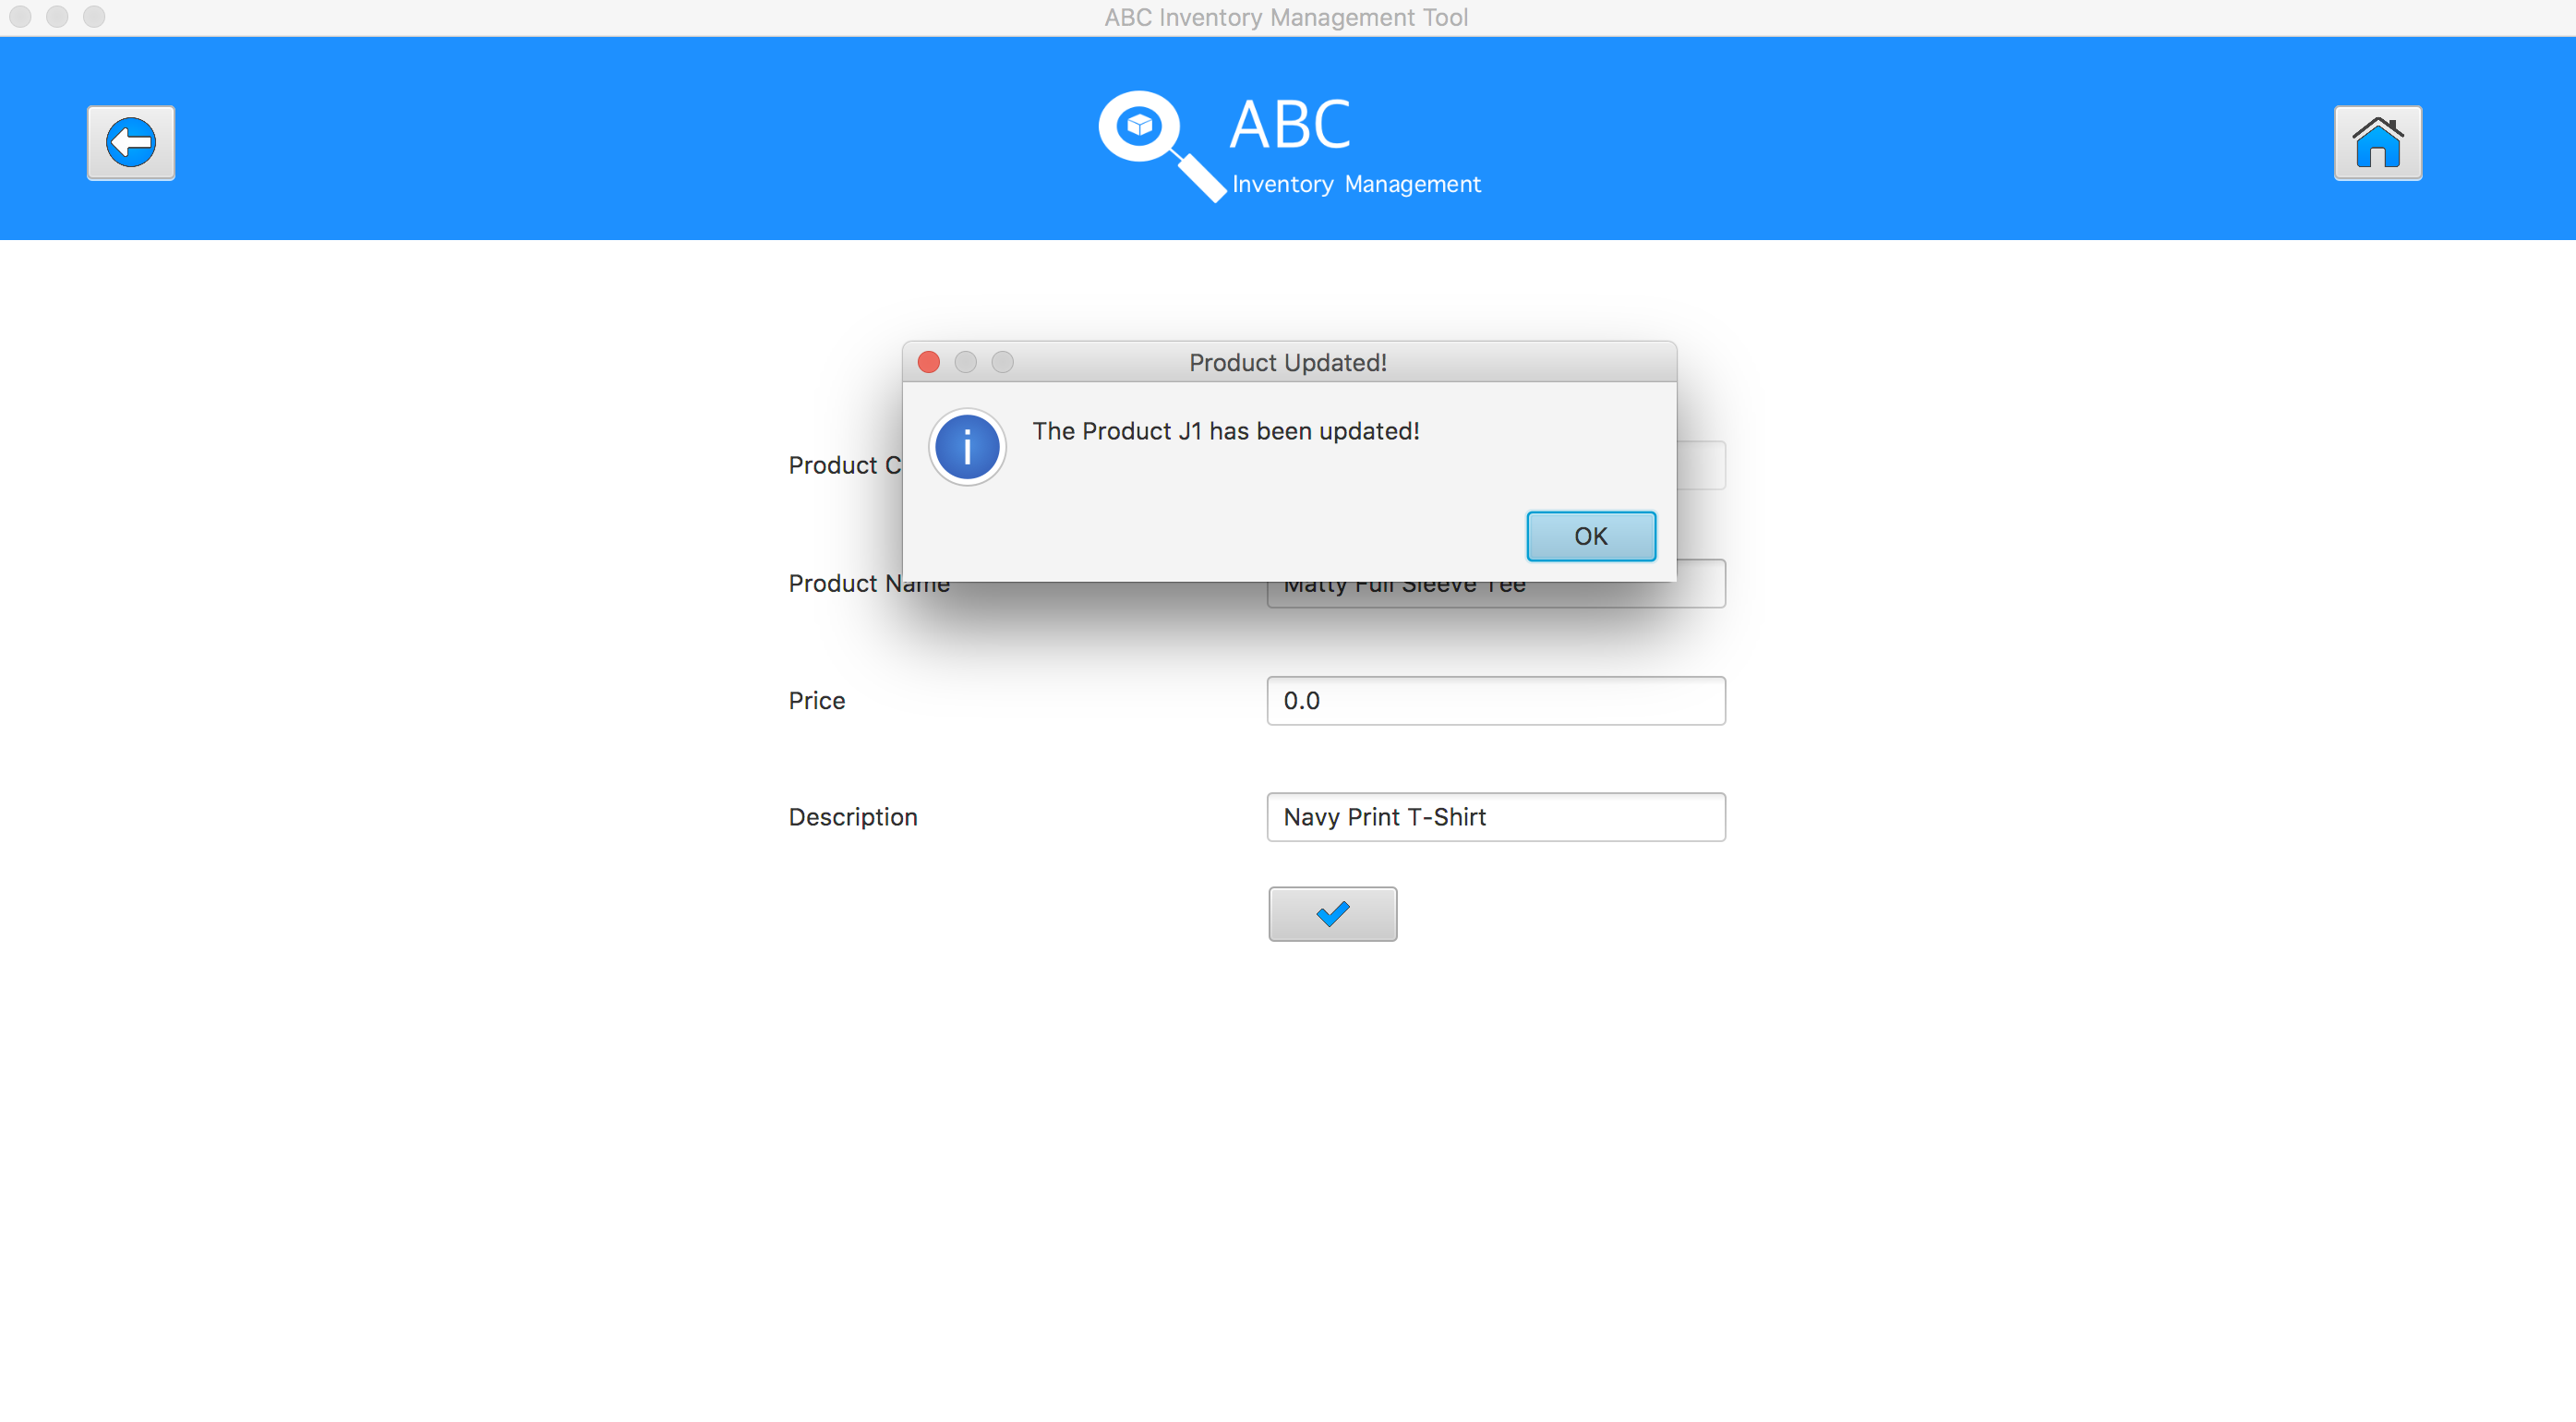 ABC Inventory Management Tool
ABC
Inventory Management
Product Updated!
The Product J1 has been updated!
Product C
OK
Product Name
Matty Full Sleeve Tee
Price
0.0
Description
Navy Print T-Shirt